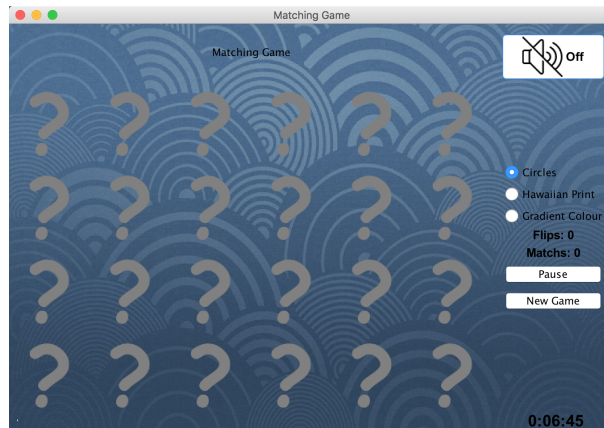 Matching Game
Matching Game
Off
? ? ? ? ? ?
? ? ? ? ? ?
? ? ? ? ? ?
? ? ? ? ? ?
Circles
Hawaiian Print
Gradient Colour
Flips: 0
Matchs: 0
Pause
New Game
0:06:45